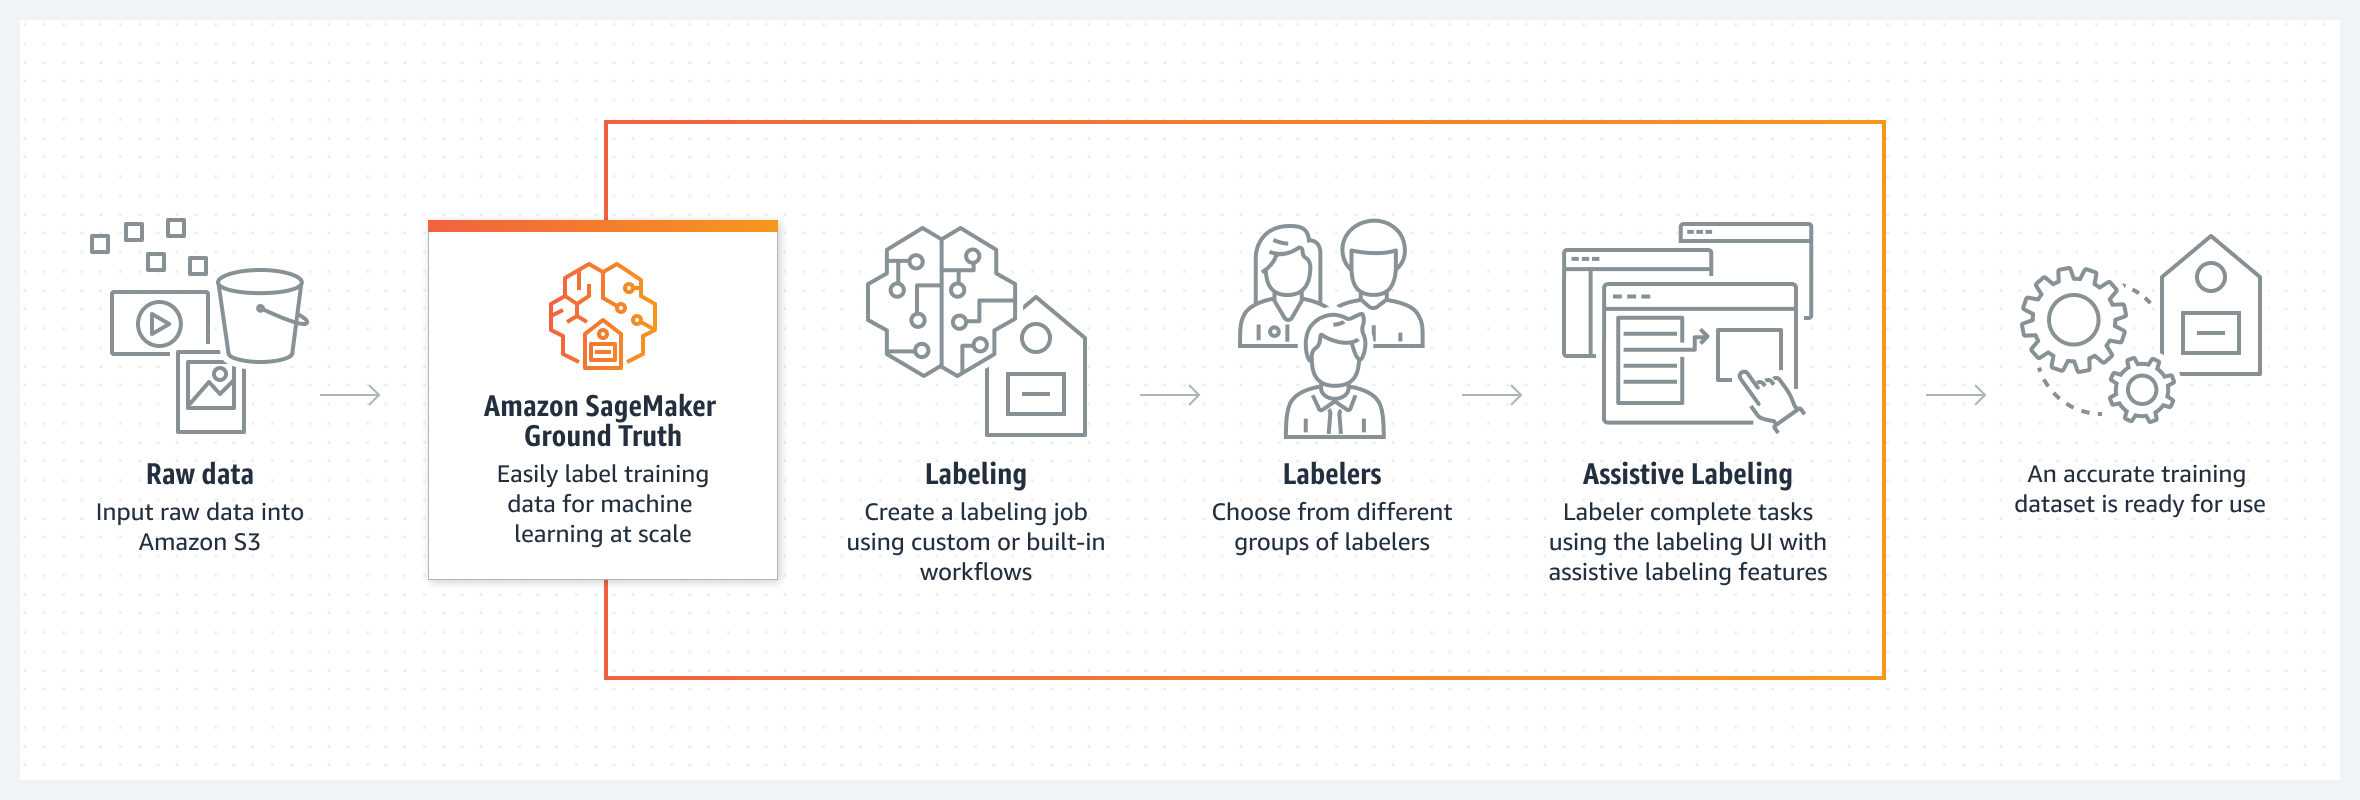 Raw data
Input raw data into
Amazon S3
Amazon SageMaker
Ground Truth
Easily label training
data for machine
learning at scale
Labeling
Create a labeling job
using custom or built-in
workflows
Labelers
Choose from different
groups of labelers
Assistive Labeling
Labeler complete tasks
using the labeling UI with
assistive labeling features
An accurate training
dataset is ready for use